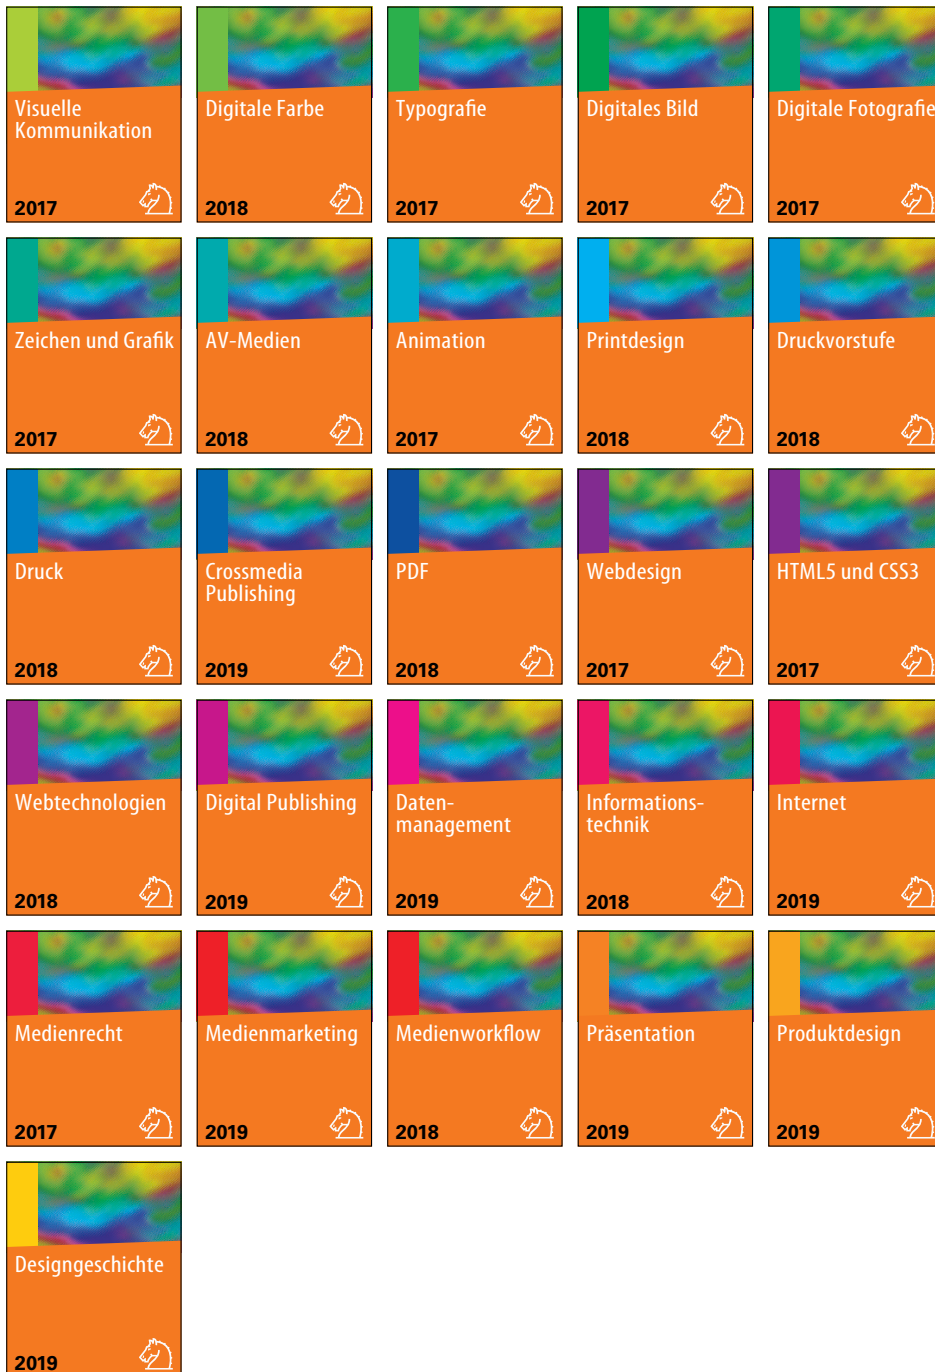 Visuelle
Kommunikation
2017
Digitale Farbe
2018
Typografie
2017
Digitales Bild
2017
Digitale Fotografie
2017
Zeichen und Grafik
2017
AV-Medien
2018
Animation
2017
Printdesign
2018
Druckvorstufe
2018
Druck
2018
Crossmedia
Publishing
2019
PDF
2018
Webdesign
2017
HTML5 und CSS3
2017
Webtechnologien
2018
Digital Publishing
2019
Daten-
management
2019
Informations-
technik
2018
Internet
2019
Medienrecht
2017
Medienmarketing
2019
Medienworkflow
2018
Präsentation
2019
Produktdesign
2019
Designgeschichte
2019